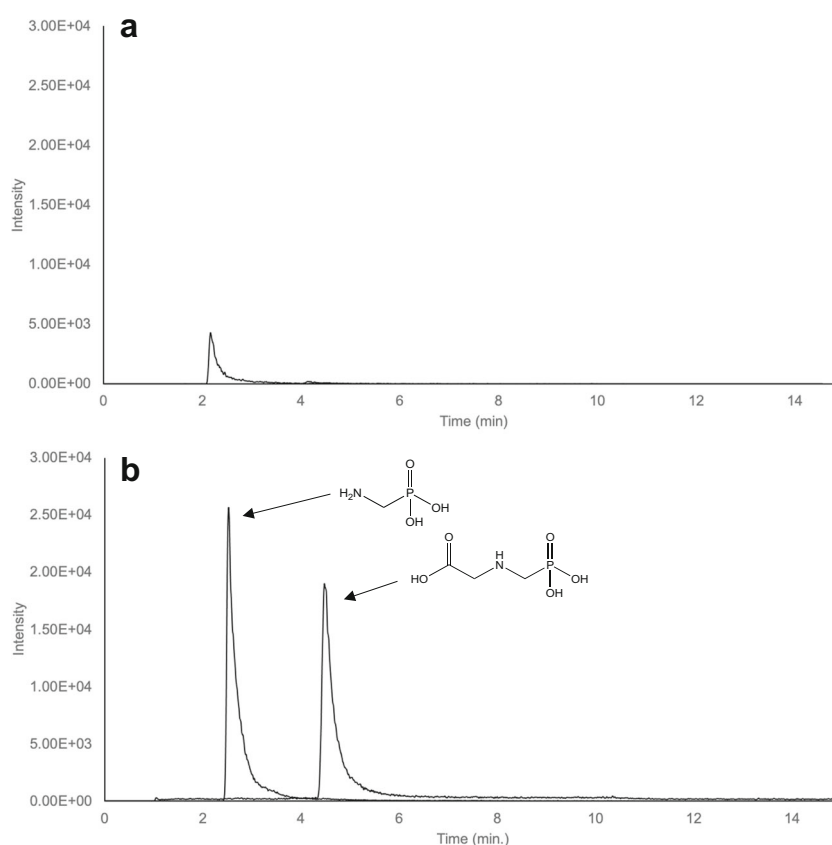 a
3.00E+04
2.50E+04
2.00E+04
1.50E+04
1.00E+04
5.00E+03
0.00E+00
Intensity
0 2 4 6 8 10 12 14
Time (min)
b
3.00E+04
2.50E+04
2.00E+04
1.50E+04
1.00E+04
5.00E+03
0.00E+00
Intensity
O
H₂N P OH
OH
O H O
HO N P OH
OH
0 2 4 6 8 10 12 14
Time (min.)